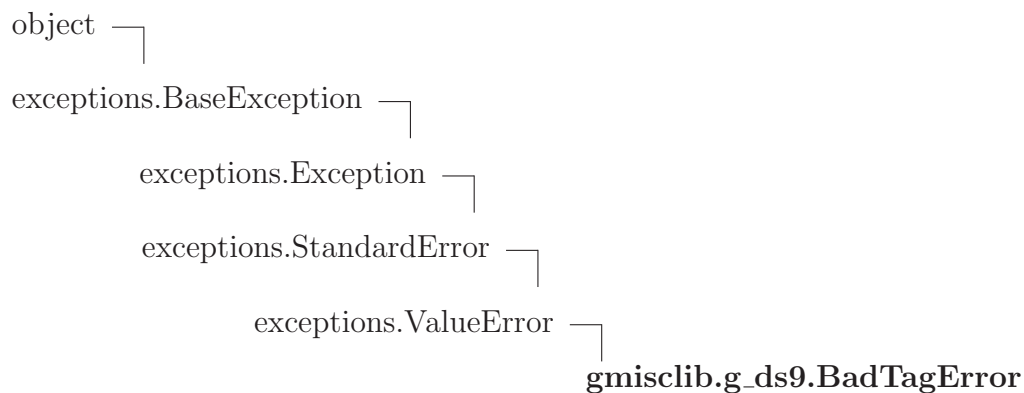 object
exceptions.BaseException
exceptions.Exception
exceptions.StandardError
exceptions.ValueError
gmisclib.g_ds9.BadTagError